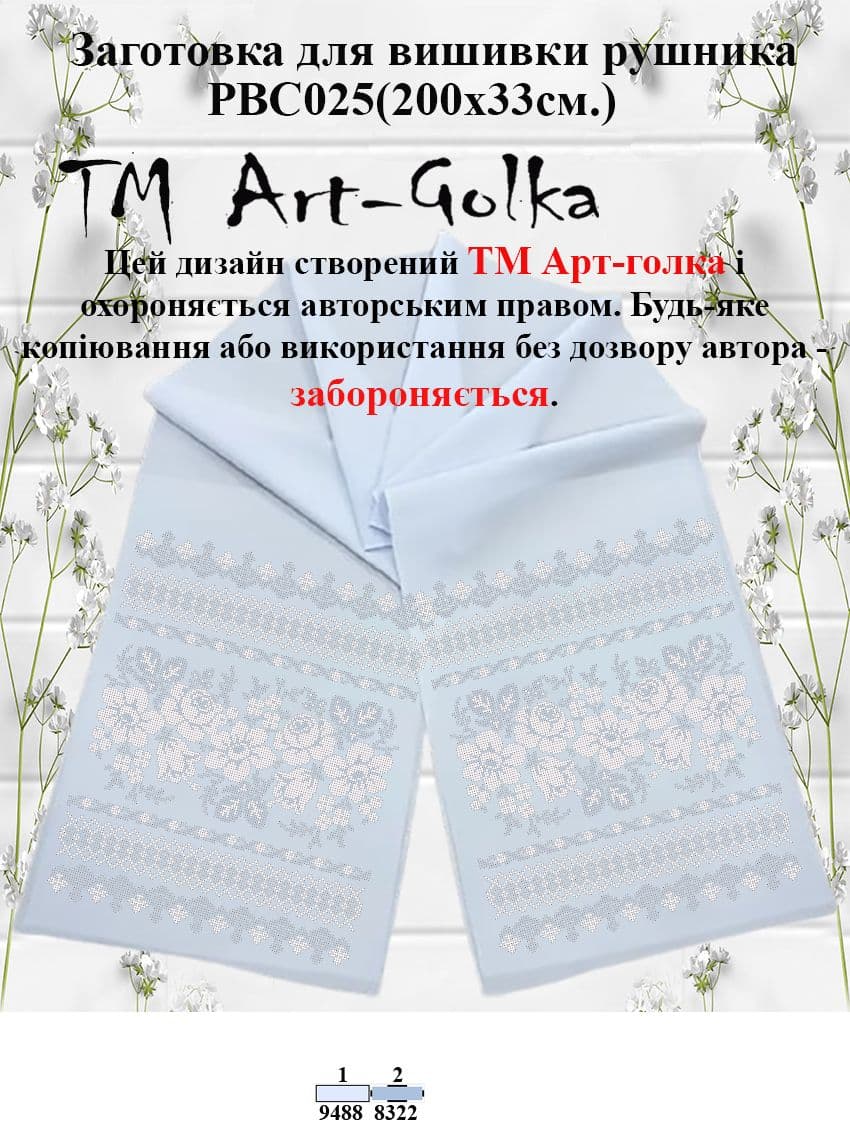 Заготовка для вишивки рушника
РВС025(200х33см.)
TM Art-Golka
Цей дизайн створений ТМ Арт-голка і
охороняється авторським правом. Будь-яке
копіювання або використання без дозвору автора -
забороняється.
1 2
9488 8322